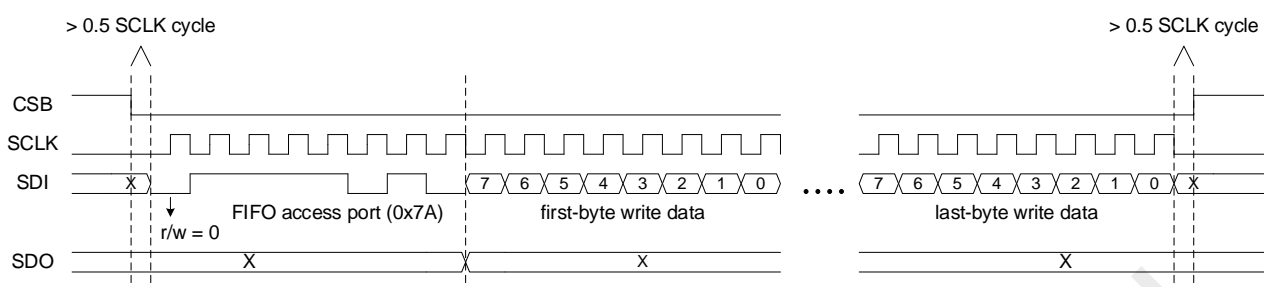 > 0.5 SCLK cycle > 0.5 SCLK cycle
CSB
SCLK
SDI X 7 6 5 4 3 2 1 0 .... 7 6 5 4 3 2 1 0 X
FIFO access port (0x7A) first-byte write data last-byte write data
r/w = 0
SDO X X X